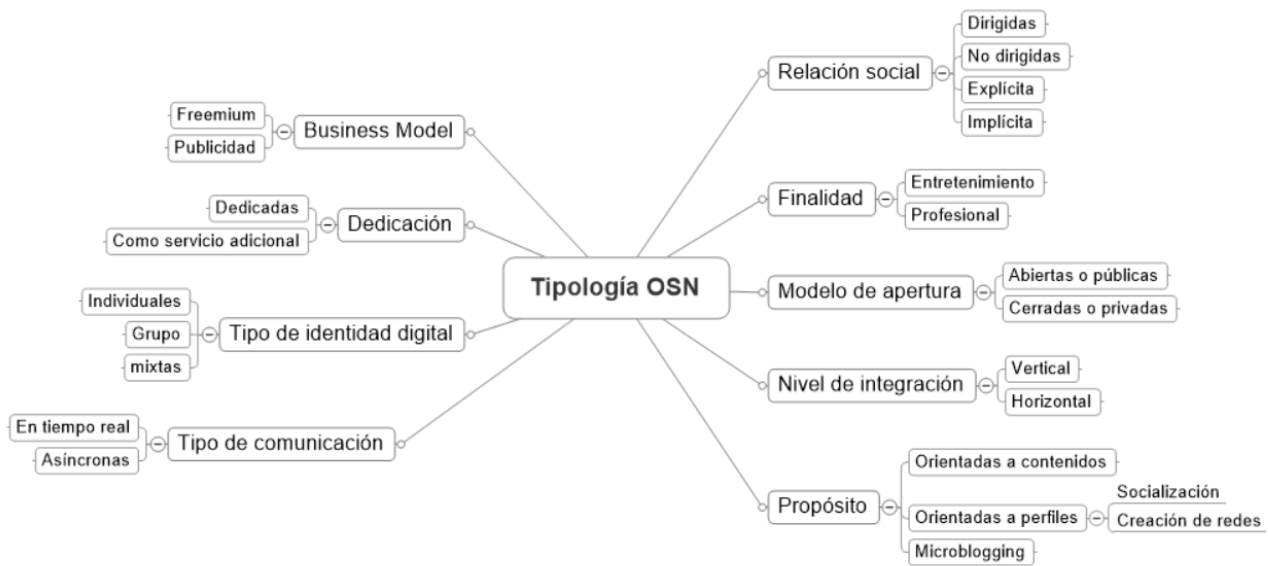 Tipología OSN
Business Model
Freemium
Publicidad
Dedicación
Dedicadas
Como servicio adicional
Tipo de identidad digital
Individuales
Grupo
mixtas
Tipo de comunicación
En tiempo real
Asíncronas
Relación social
Dirigidas
No dirigidas
Explícita
Implícita
Finalidad
Entretenimiento
Profesional
Modelo de apertura
Abiertas o públicas
Cerradas o privadas
Nivel de integración
Vertical
Horizontal
Propósito
Orientadas a contenidos
Orientadas a perfiles
Socialización
Creación de redes
Microblogging